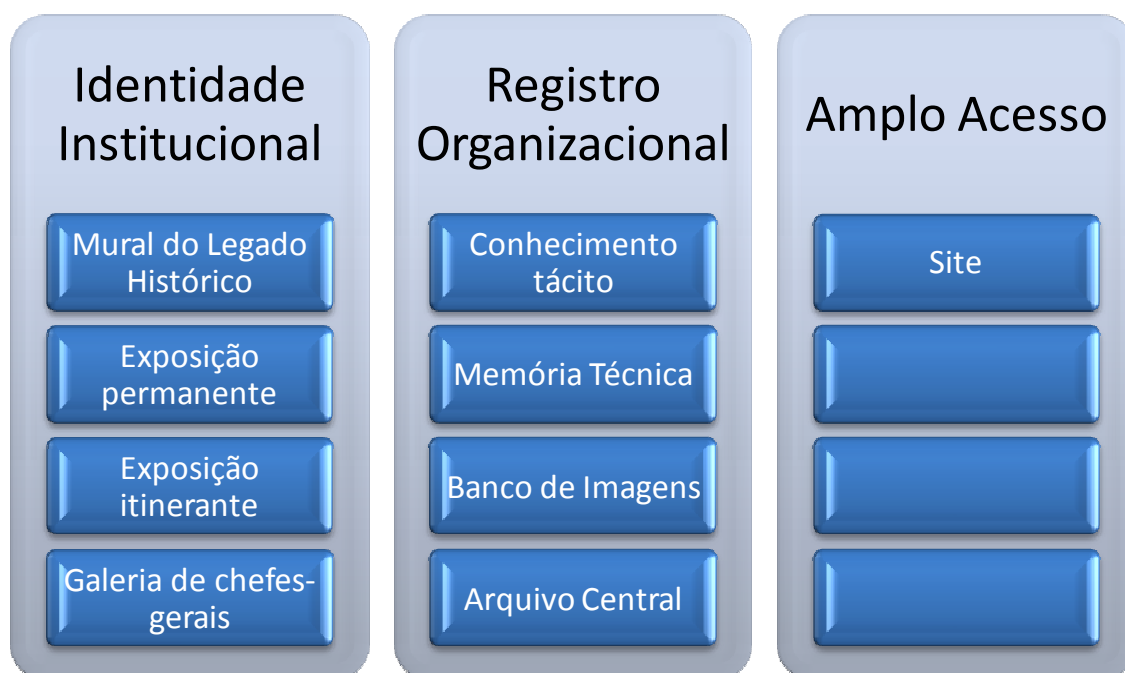 Identidade
Institucional
Mural do Legado
Histórico
Exposição
permanente
Exposição
itinerante
Galeria de chefes-
gerais
Registro
Organizacional
Conhecimento
tácito
Memória Técnica
Banco de Imagens
Arquivo Central
Amplo Acesso
Site